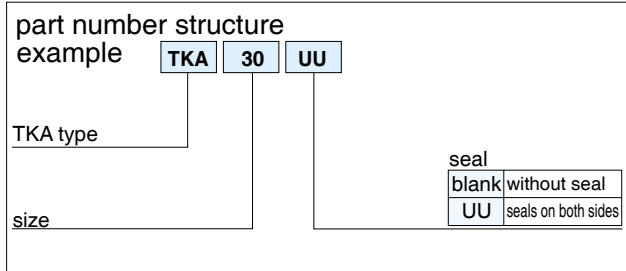 part number structure
example TKA 30 UU
TKA type
seal
blank without seal
UU seals on both sides
size